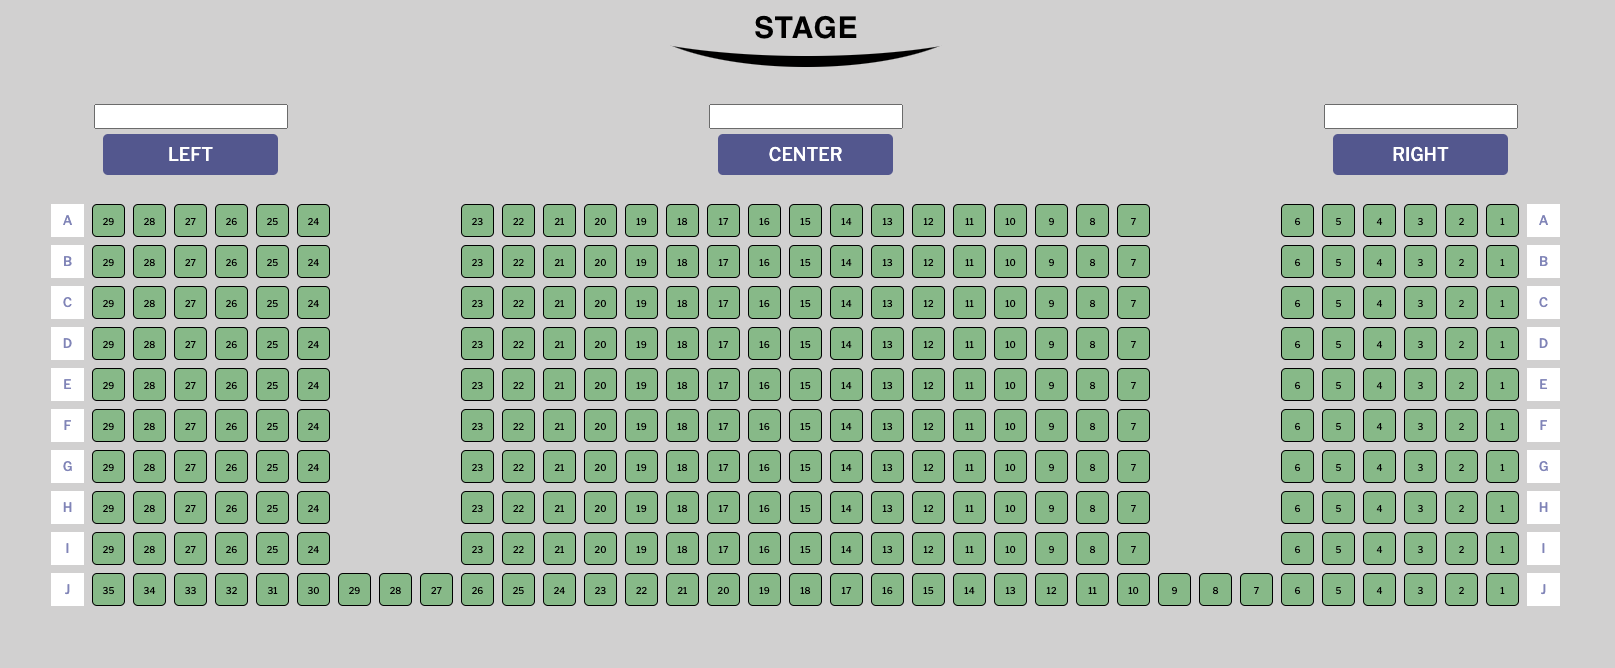 STAGE
LEFT CENTER RIGHT
A 29 28 27 26 25 24 23 22 21 20 19 18 17 16 15 14 13 12 11 10 9 8 7 6 5 4 3 2 1 A
B 29 28 27 26 25 24 23 22 21 20 19 18 17 16 15 14 13 12 11 10 9 8 7 6 5 4 3 2 1 B
C 29 28 27 26 25 24 23 22 21 20 19 18 17 16 15 14 13 12 11 10 9 8 7 6 5 4 3 2 1 C
D 29 28 27 26 25 24 23 22 21 20 19 18 17 16 15 14 13 12 11 10 9 8 7 6 5 4 3 2 1 D
E 29 28 27 26 25 24 23 22 21 20 19 18 17 16 15 14 13 12 11 10 9 8 7 6 5 4 3 2 1 E
F 29 28 27 26 25 24 23 22 21 20 19 18 17 16 15 14 13 12 11 10 9 8 7 6 5 4 3 2 1 F
G 29 28 27 26 25 24 23 22 21 20 19 18 17 16 15 14 13 12 11 10 9 8 7 6 5 4 3 2 1 G
H 29 28 27 26 25 24 23 22 21 20 19 18 17 16 15 14 13 12 11 10 9 8 7 6 5 4 3 2 1 H
I 29 28 27 26 25 24 23 22 21 20 19 18 17 16 15 14 13 12 11 10 9 8 7 6 5 4 3 2 1 I
J 35 34 33 32 31 30 29 28 27 26 25 24 23 22 21 20 19 18 17 16 15 14 13 12 11 10 9 8 7 6 5 4 3 2 1 J